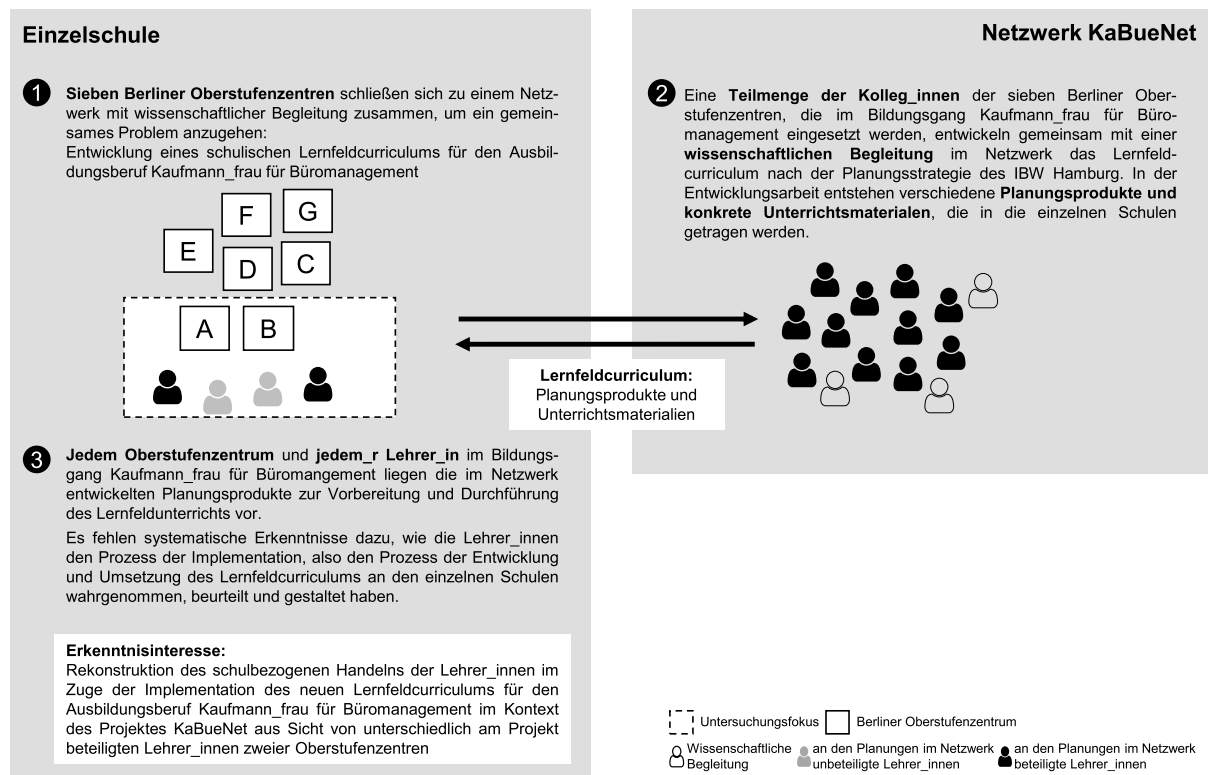 Einzelschule
1
Sieben Berliner Oberstufenzentren schließen sich zu einem Netz-
werk mit wissenschaftlicher Begleitung zusammen, um ein gemein-
sames Problem anzugehen:
Entwicklung eines schulischen Lernfeldcurriculums für den Ausbil-
dungsberuf Kaufmann_frau für Büromanagement
F
G
E
D
C
A
B
Netzwerk KaBueNet
2
Eine Teilmenge der Kolleg_innen der sieben Berliner Ober-
stufenzentren, die im Bildungsgang Kaufmann_frau für Büro-
management eingesetzt werden, entwickeln gemeinsam mit einer
wissenschaftlichen Begleitung im Netzwerk das Lernfeld-
curriculum nach der Planungsstrategie des IBW Hamburg. In der
Entwicklungsarbeit entstehen verschiedene Planungsprodukte und
konkrete Unterrichtsmaterialen, die in die einzelnen Schulen
getragen werden.
Lernfeldcurriculum:
Planungsprodukte und
Unterrichtsmaterialien
3
Jedem Oberstufenzentrum und jedem_r Lehrer_in im Bildungs-
gang Kaufmann_frau für Büromangement liegen die im Netzwerk
entwickelten Planungsprodukte zur Vorbereitung und Durchführung
des Lernfeldunterrichts vor.
Es fehlen systematische Erkenntnisse dazu, wie die Lehrer_innen
den Prozess der Implementation, also den Prozess der Entwicklung
und Umsetzung des Lernfeldcurriculums an den einzelnen Schulen
wahrgenommen, beurteilt und gestaltet haben.
Erkenntnisinteresse:
Rekonstruktion des schulbezogenen Handelns der Lehrer_innen im
Zuge der Implementation des neuen Lernfeldcurriculums für den
Ausbildungsberuf Kaufmann_frau für Büromanagement im Kontext
des Projektes KaBueNet aus Sicht von unterschiedlich am Projekt
beteiligten Lehrer_innen zweier Oberstufenzentren
Untersuchungsfokus
Berliner Oberstufenzentrum
Wissenschaftliche
Begleitung
an den Planungen im Netzwerk
unbeteiligte Lehrer_innen
an den Planungen im Netzwerk
beteiligte Lehrer_innen